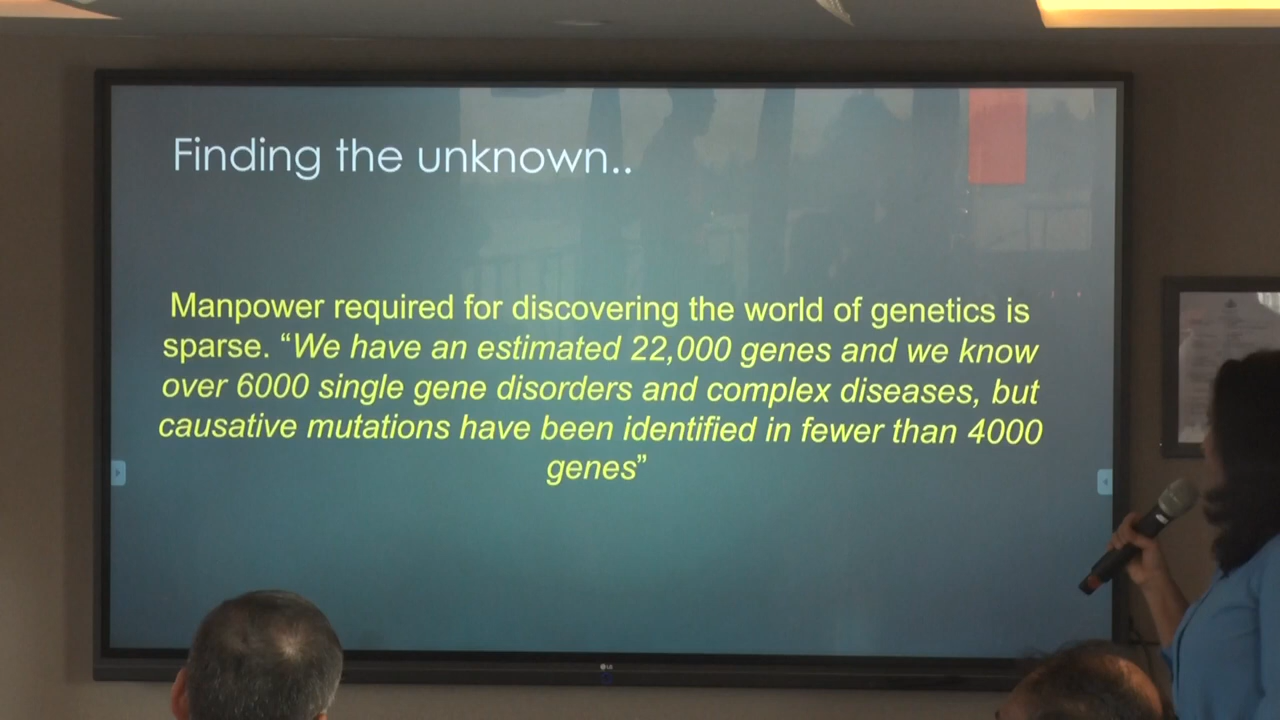 Finding the unknown..
Manpower required for discovering the world of genetics is
sparse. “We have an estimated 22,000 genes and we know
over 6000 single gene disorders and complex diseases, but
causative mutations have been identified in fewer than 4000
genes”
LG